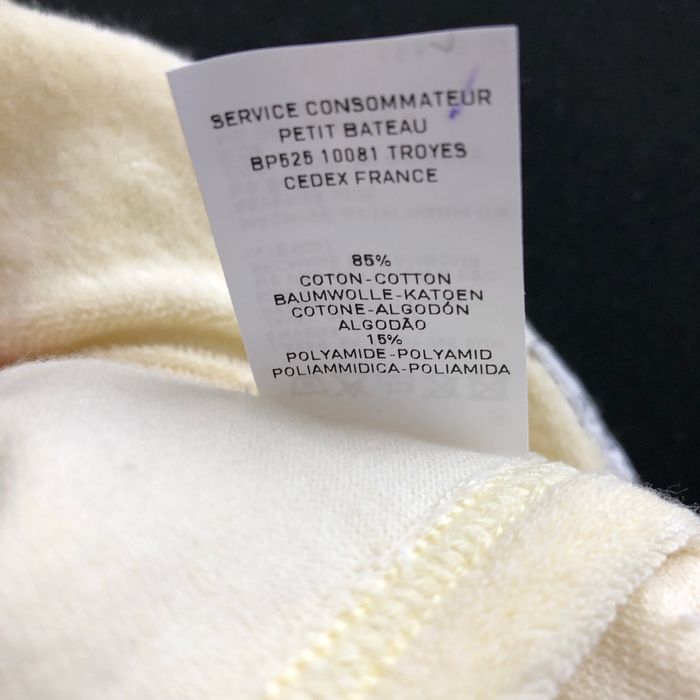 SERVICE CONSOMMATEUR
PETIT BATEAU
BP525 10081 TROYES
CEDEX FRANCE
85%
COTON-COTTON
BAUMWOLLE-KATOEN
COTONE-ALGODÓN
ALGODÃO
15%
POLYAMIDE-POLYAMID
POLIAMMIDICA-POLIAMIDA